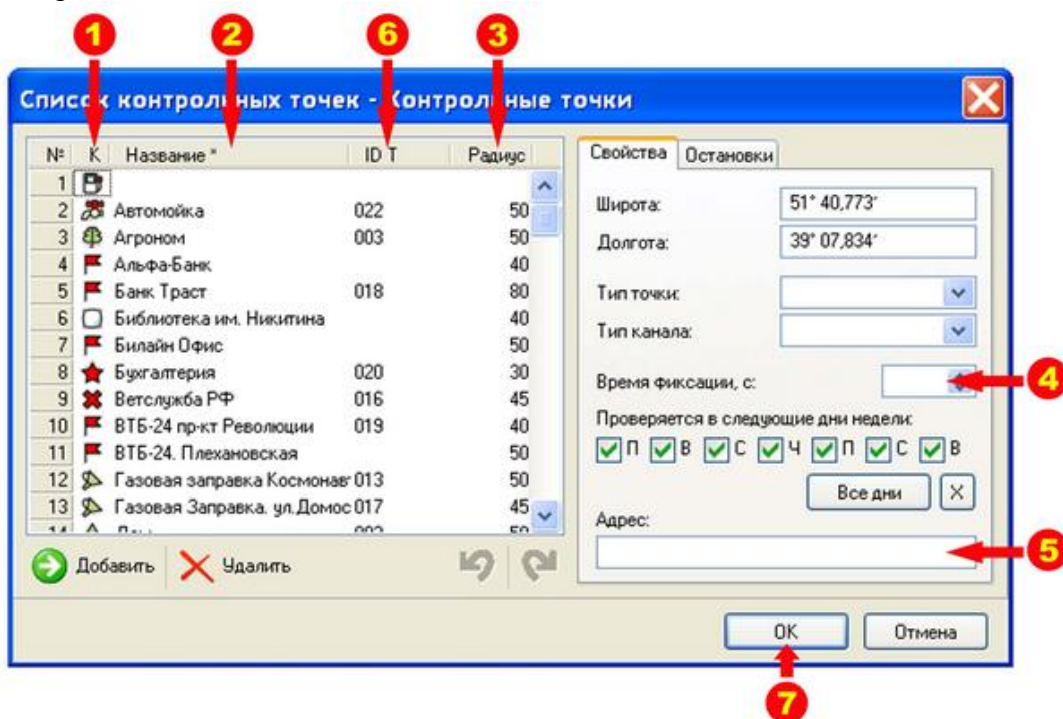 1 2 6 3
Список контрольных точек - Контрольные точки
№ К Название * ID Т Радиус
1
2 Автомойка 022 50
3 Агроном 003 50
4 Альфа-Банк 40
5 Банк Траст 018 80
6 Библиотека им. Никитина 40
7 Билайн Офис 50
8 Бухгалтерия 020 30
9 Ветслужба РФ 016 45
10 ВТБ-24 пр-кт Революции 019 40
11 ВТБ-24. Плехановская 50
12 Газовая заправка Космонавт 013 50
13 Газовая Заправка. ул.Домос 017 45
14
Добавить Удалить
Свойства Остановки
Широта: 51° 40,773′
Долгота: 39° 07,834′
Тип точки:
Тип канала:
Время фиксации, с: 4
Проверяется в следующие дни недели:
П В С Ч П С В
Все дни X
Адрес:
5
OK Отмена
7